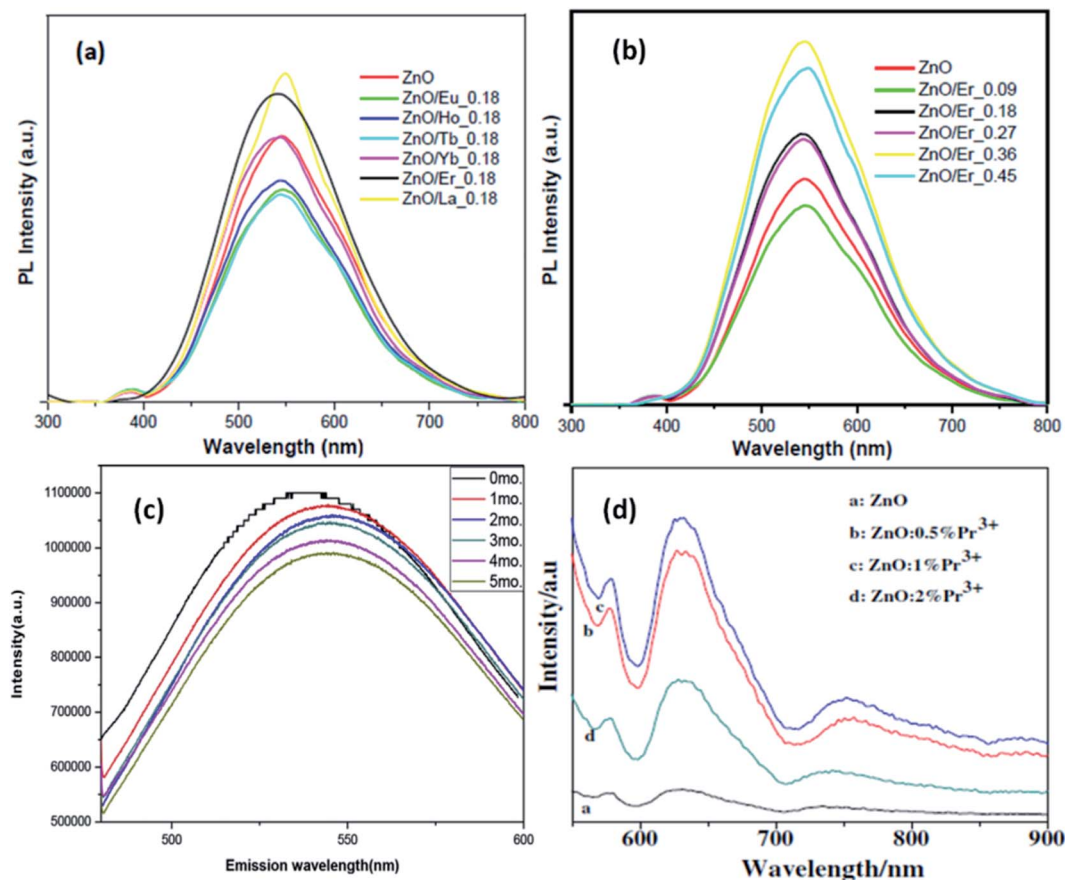 (a)
ZnO
ZnO/Eu_0.18
ZnO/Ho_0.18
ZnO/Tb_0.18
ZnO/Yb_0.18
ZnO/Er_0.18
ZnO/La_0.18
PL Intensity (a.u.)
300 400 500 600 700 800
Wavelength (nm)
(b)
ZnO
ZnO/Er_0.09
ZnO/Er_0.18
ZnO/Er_0.27
ZnO/Er_0.36
ZnO/Er_0.45
PL Intensity (a.u.)
300 400 500 600 700 800
Wavelength (nm)
(c)
0mo.
1mo.
2mo.
3mo.
4mo.
5mo.
1100000
1000000
900000
800000
700000
600000
500000
Intensity(a.u.)
500 550 600
Emission wavelength(nm)
(d)
a: ZnO
b: ZnO:0.5%Pr³⁺
c: ZnO:1%Pr³⁺
d: ZnO:2%Pr³⁺
c
b
d
a
Intensity/a.u
600 700 800 900
Wavelength/nm